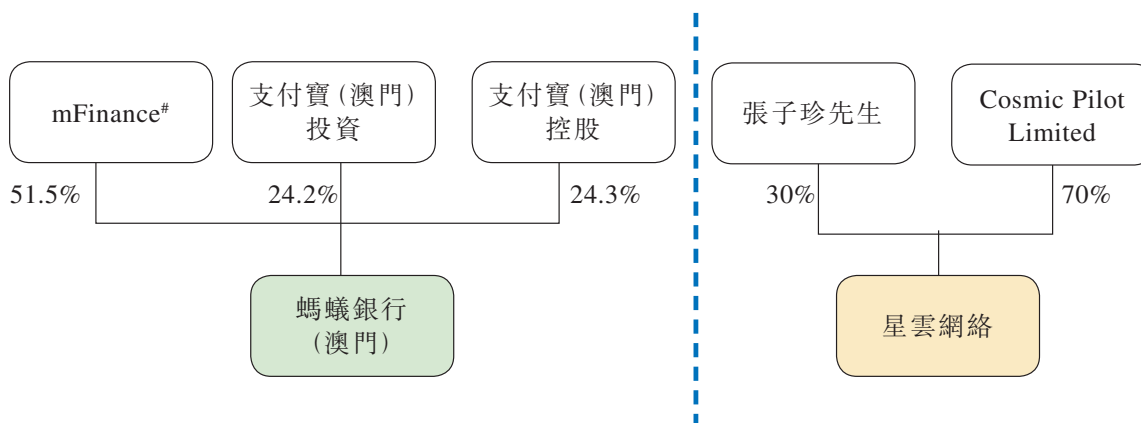 mFinance#
支付寶(澳門)
投資
支付寶(澳門)
控股
張子珍先生
Cosmic Pilot
Limited
51.5%
24.2%
24.3%
30%
70%
螞蟻銀行
(澳門)
星雲網絡